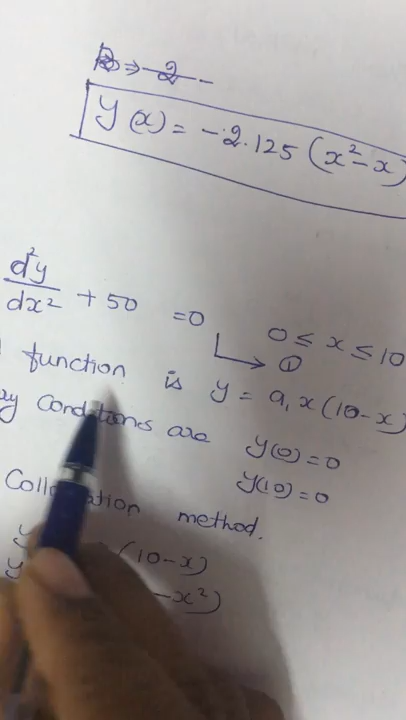 ⇒ 2
y(x) = -2.125 (x² - x)
d²y/dx² + 50 = 0
0 ≤ x ≤ 10
①
function is y = a₁x(10-x)
Conditions are y(0) = 0
y(10) = 0
method.
(10-x)
-x²)